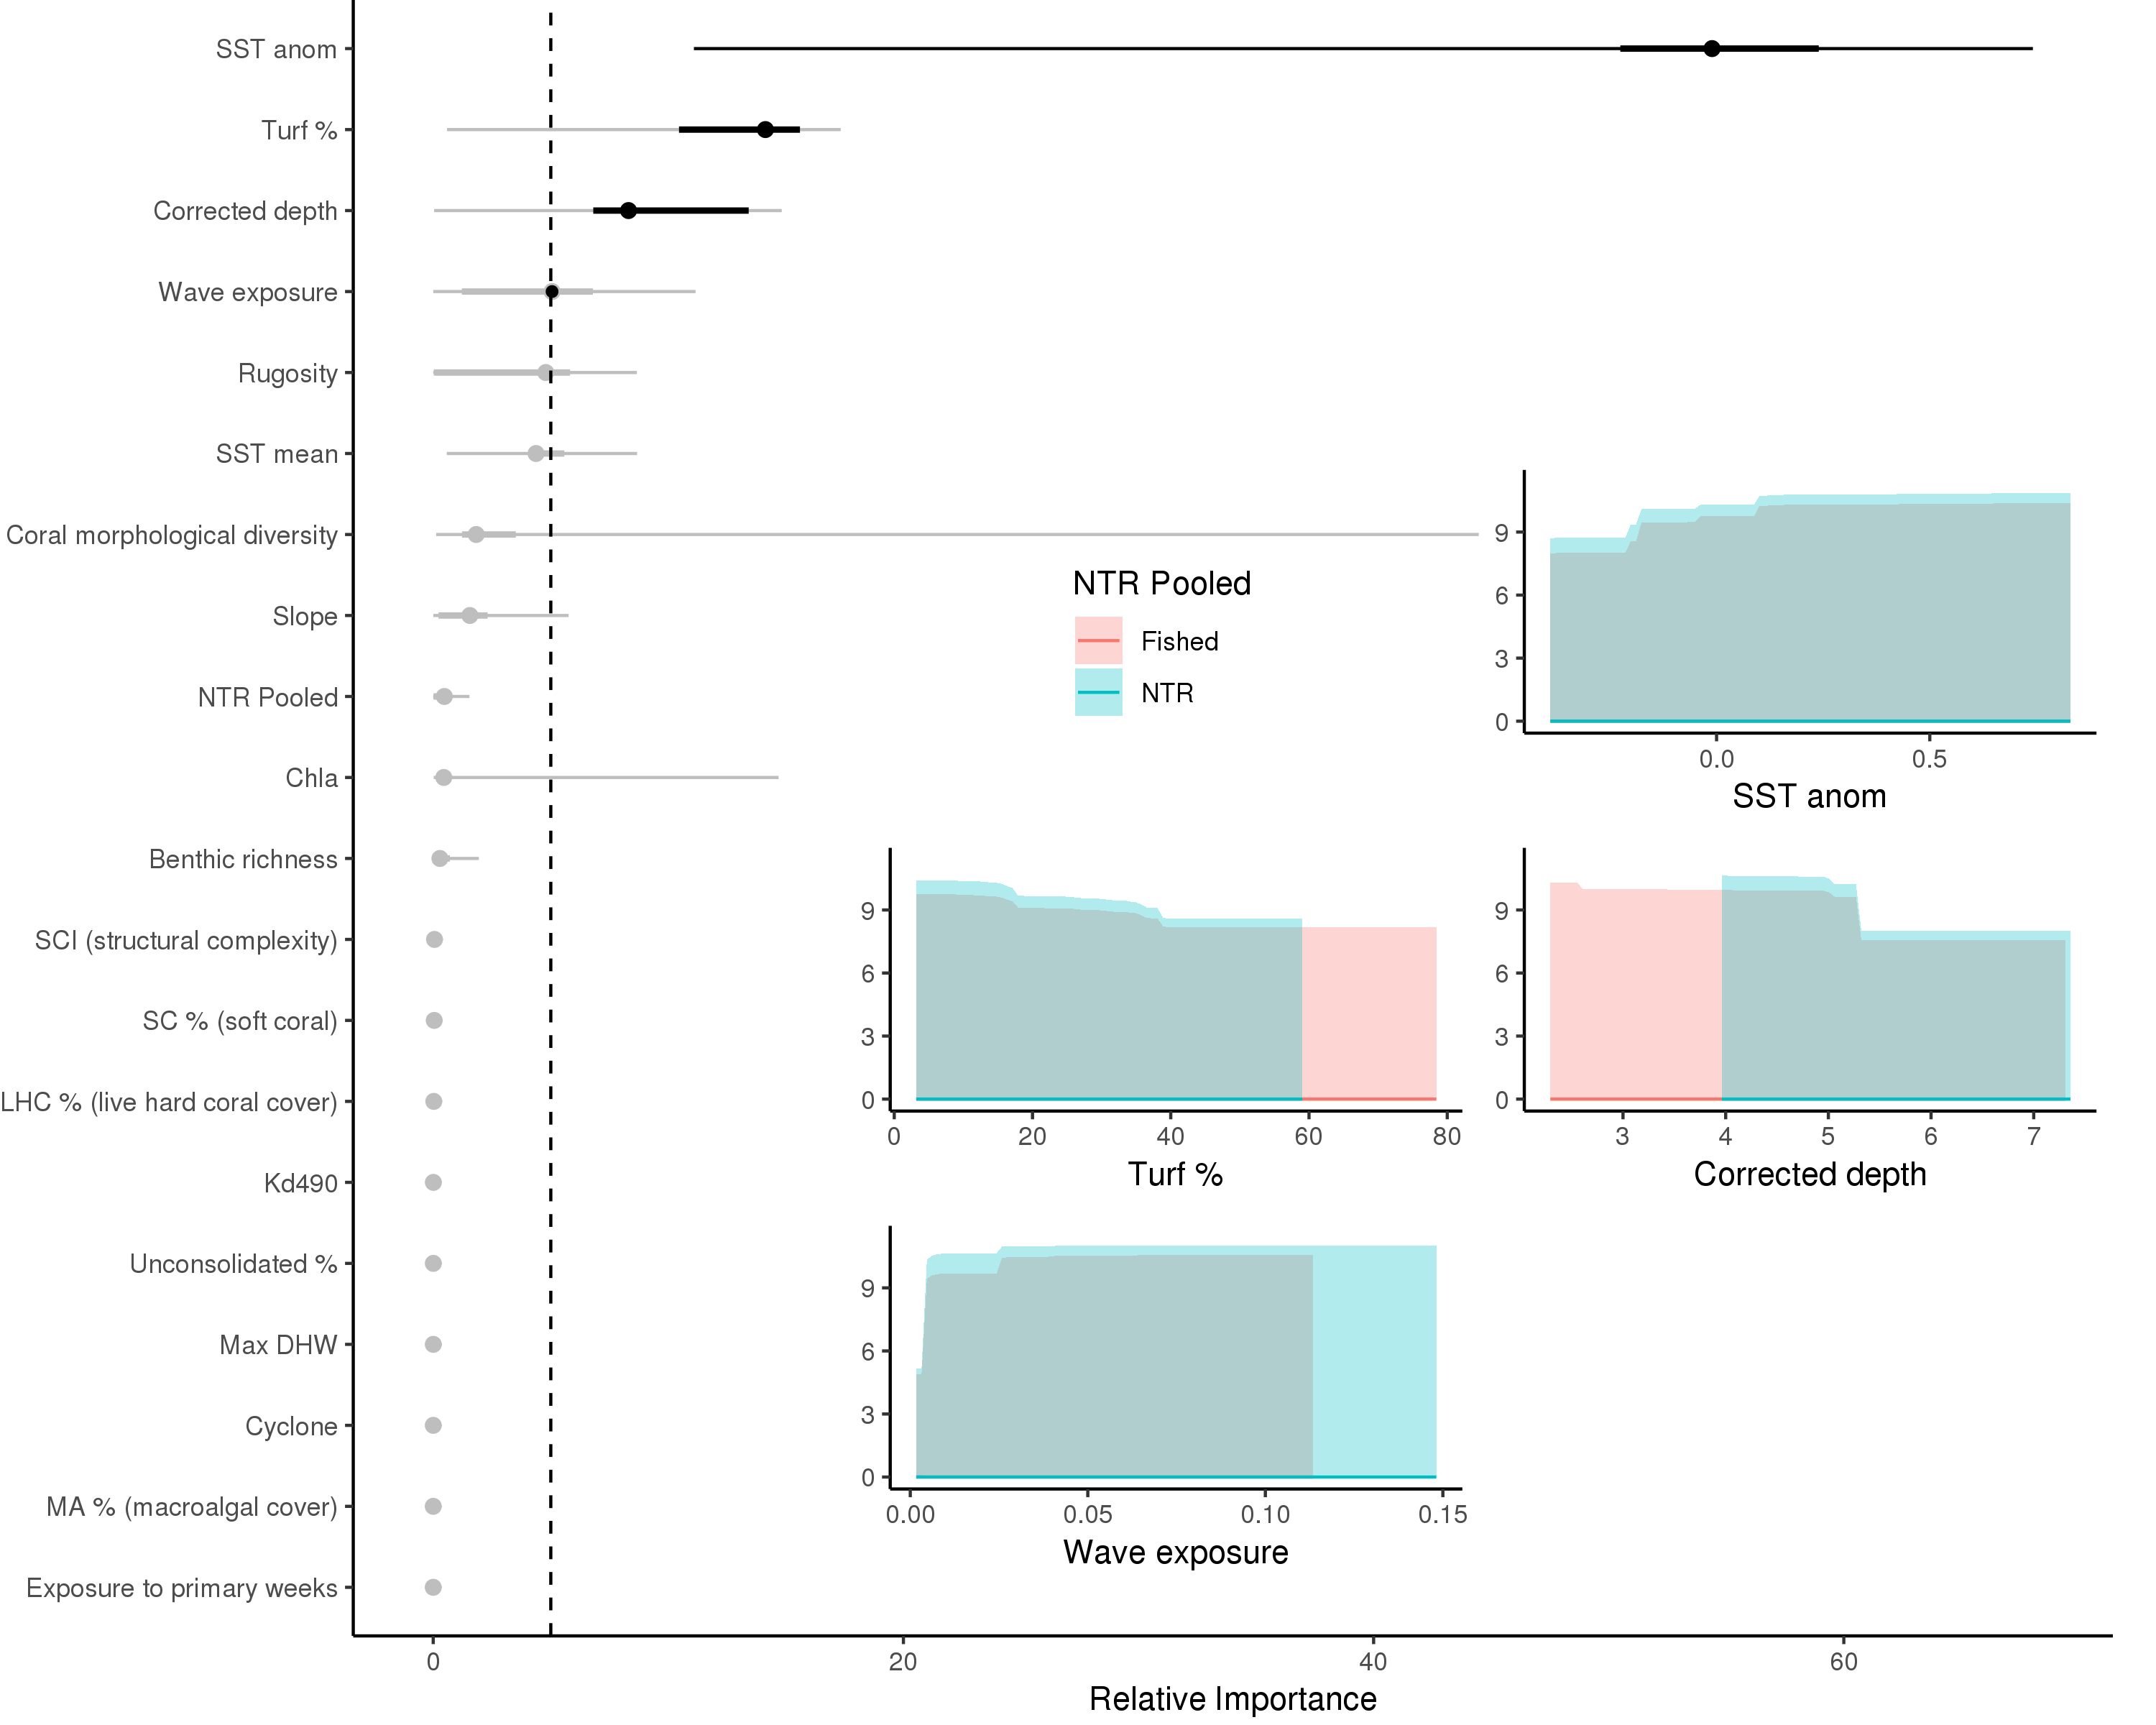 SST anom
Turf %
Corrected depth
Wave exposure
Rugosity
SST mean
Coral morphological diversity
Slope
NTR Pooled
Chla
Benthic richness
SCI (structural complexity)
SC % (soft coral)
LHC % (live hard coral cover)
Kd490
Unconsolidated %
Max DHW
Cyclone
MA % (macroalgal cover)
Exposure to primary weeks
0 20 40 60
Relative Importance
NTR Pooled
Fished
NTR
9
6
3
0
0.0 0.5
SST anom
9
6
3
0
0 20 40 60 80
Turf %
9
6
3
0
3 4 5 6 7
Corrected depth
9
6
3
0
0.00 0.05 0.10 0.15
Wave exposure